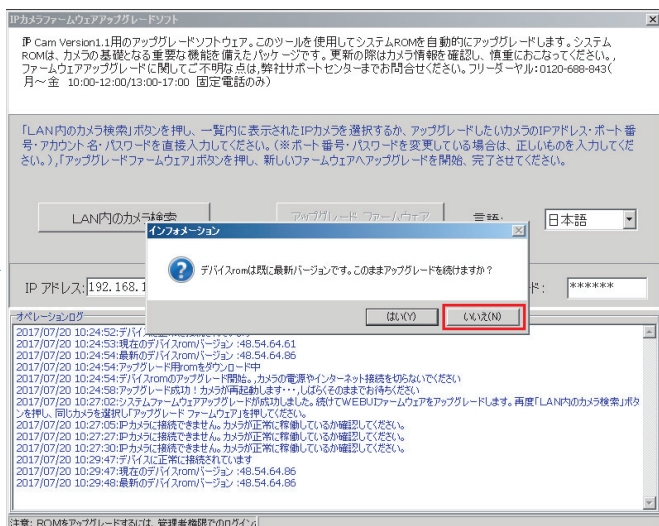 IPカメラファームウェアアップグレードソフト
IP Cam Version1.1用のアップグレードソフトウェア。このツールを使用してシステムROMを自動的にアップグレードします。システム
ROMは、カメラの基礎となる重要な機能を備えたパッケージです。更新の際はカメラ情報を確認し、慎重におこなってください。,
ファームウェアアップグレードに関してご不明な点は,弊社サポートセンターまでお問合せください。フリーダーヤル:0120-688-843(
月～金 10:00-12:00/13:00-17:00 固定電話のみ)
「LAN内のカメラ検索」ボタンを押し、一覧内に表示されたIPカメラを選択するか、アップグレードしたいカメラのIPアドレス・ポート番
号・アカウント名・パスワードを直接入力してください。(※ポート番号・パスワードを変更している場合は、正しいものを入力してくだ
さい。),「アップグレードファームウェア」ボタンを押し、新しいファームウェアへアップグレードを開始、完了させてください。
LAN内のカメラ検索
アップグレード ファームウェア
言語:
日本語
インフォメーション
デバイスromは既に最新バージョンです。このままアップグレードを続けますか?
はい(Y)
いいえ(N)
IP アドレス:
192.168.1
ド:
******
オペレーションログ
2017/07/20 10:24:52:デバイ
2017/07/20 10:24:53:現在のデバイスromバージョン :48.54.64.61
2017/07/20 10:24:54:最新のデバイスromバージョン :48.54.64.86
2017/07/20 10:24:54:アップグレード用romをダウンロード中
2017/07/20 10:24:54:デバイスromのアップグレード開始。,カメラの電源やインターネット接続を切らないでください
2017/07/20 10:24:58:アップグレード成功！カメラが再起動します・・・,しばらくそのままでお待ちください
2017/07/20 10:27:02:システムファームウェアアップグレードが成功しました。続けてWEBUIファームウェアをアップグレードします。再度「LAN内のカメラ検索」ボタ
ンを押し、同じカメラを選択し「アップグレード ファームウェア」を押してください。
2017/07/20 10:27:05:IPカメラに接続できません。カメラが正常に稼働しているか確認してください。
2017/07/20 10:27:27:IPカメラに接続できません。カメラが正常に稼働しているか確認してください。
2017/07/20 10:27:30:IPカメラに接続できません。カメラが正常に稼働しているか確認してください。
2017/07/20 10:29:47:デバイスに正常に接続されています
2017/07/20 10:29:47:現在のデバイスromバージョン :48.54.64.86
2017/07/20 10:29:48:最新のデバイスromバージョン :48.54.64.86
注意: ROMをアップグレードするには、管理者権限でのログイン